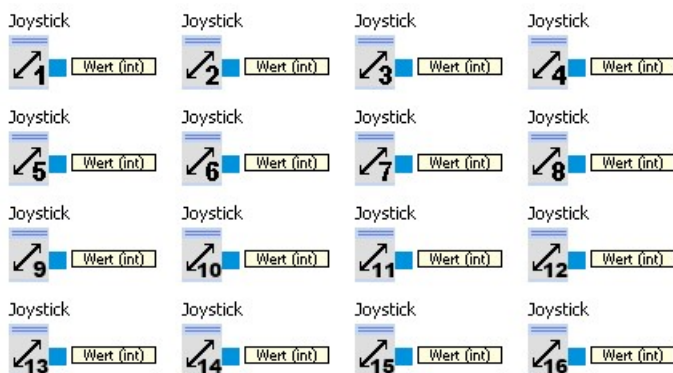 Joystick Joystick Joystick Joystick
1 Wert (int) 2 Wert (int) 3 Wert (int) 4 Wert (int)
Joystick Joystick Joystick Joystick
5 Wert (int) 6 Wert (int) 7 Wert (int) 8 Wert (int)
Joystick Joystick Joystick Joystick
9 Wert (int) 10 Wert (int) 11 Wert (int) 12 Wert (int)
Joystick Joystick Joystick Joystick
13 Wert (int) 14 Wert (int) 15 Wert (int) 16 Wert (int)